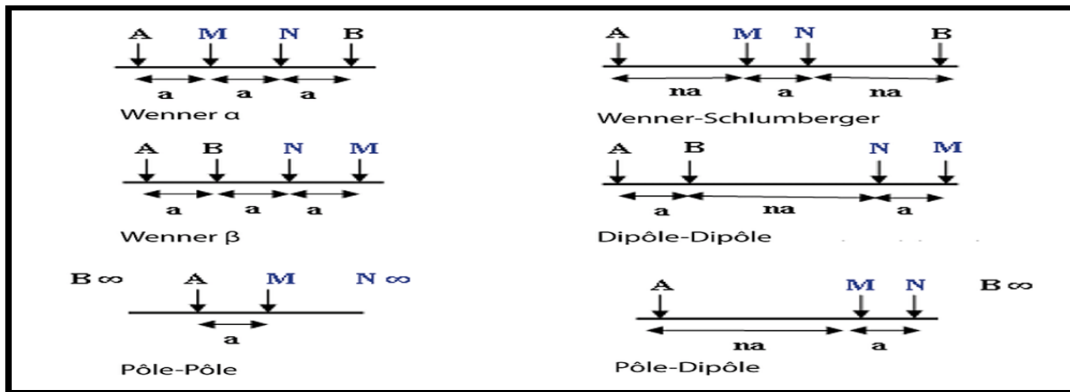 A M N B
a a a
Wenner α
A M N B
na a na
Wenner-Schlumberger
A B N M
a a a
Wenner β
A B N M
a na a
Dipôle-Dipôle
B ∞ A M N ∞
a
Pôle-Pôle
A M N B ∞
na a
Pôle-Dipôle